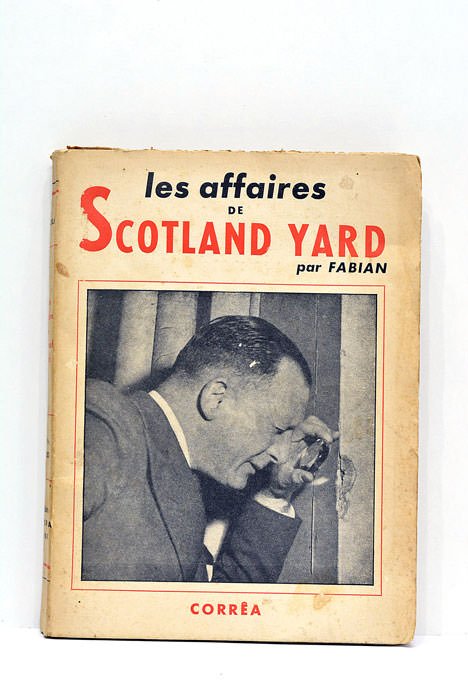 les affaires
DE
SCOTLAND YARD
par FABIAN
CORRÊA